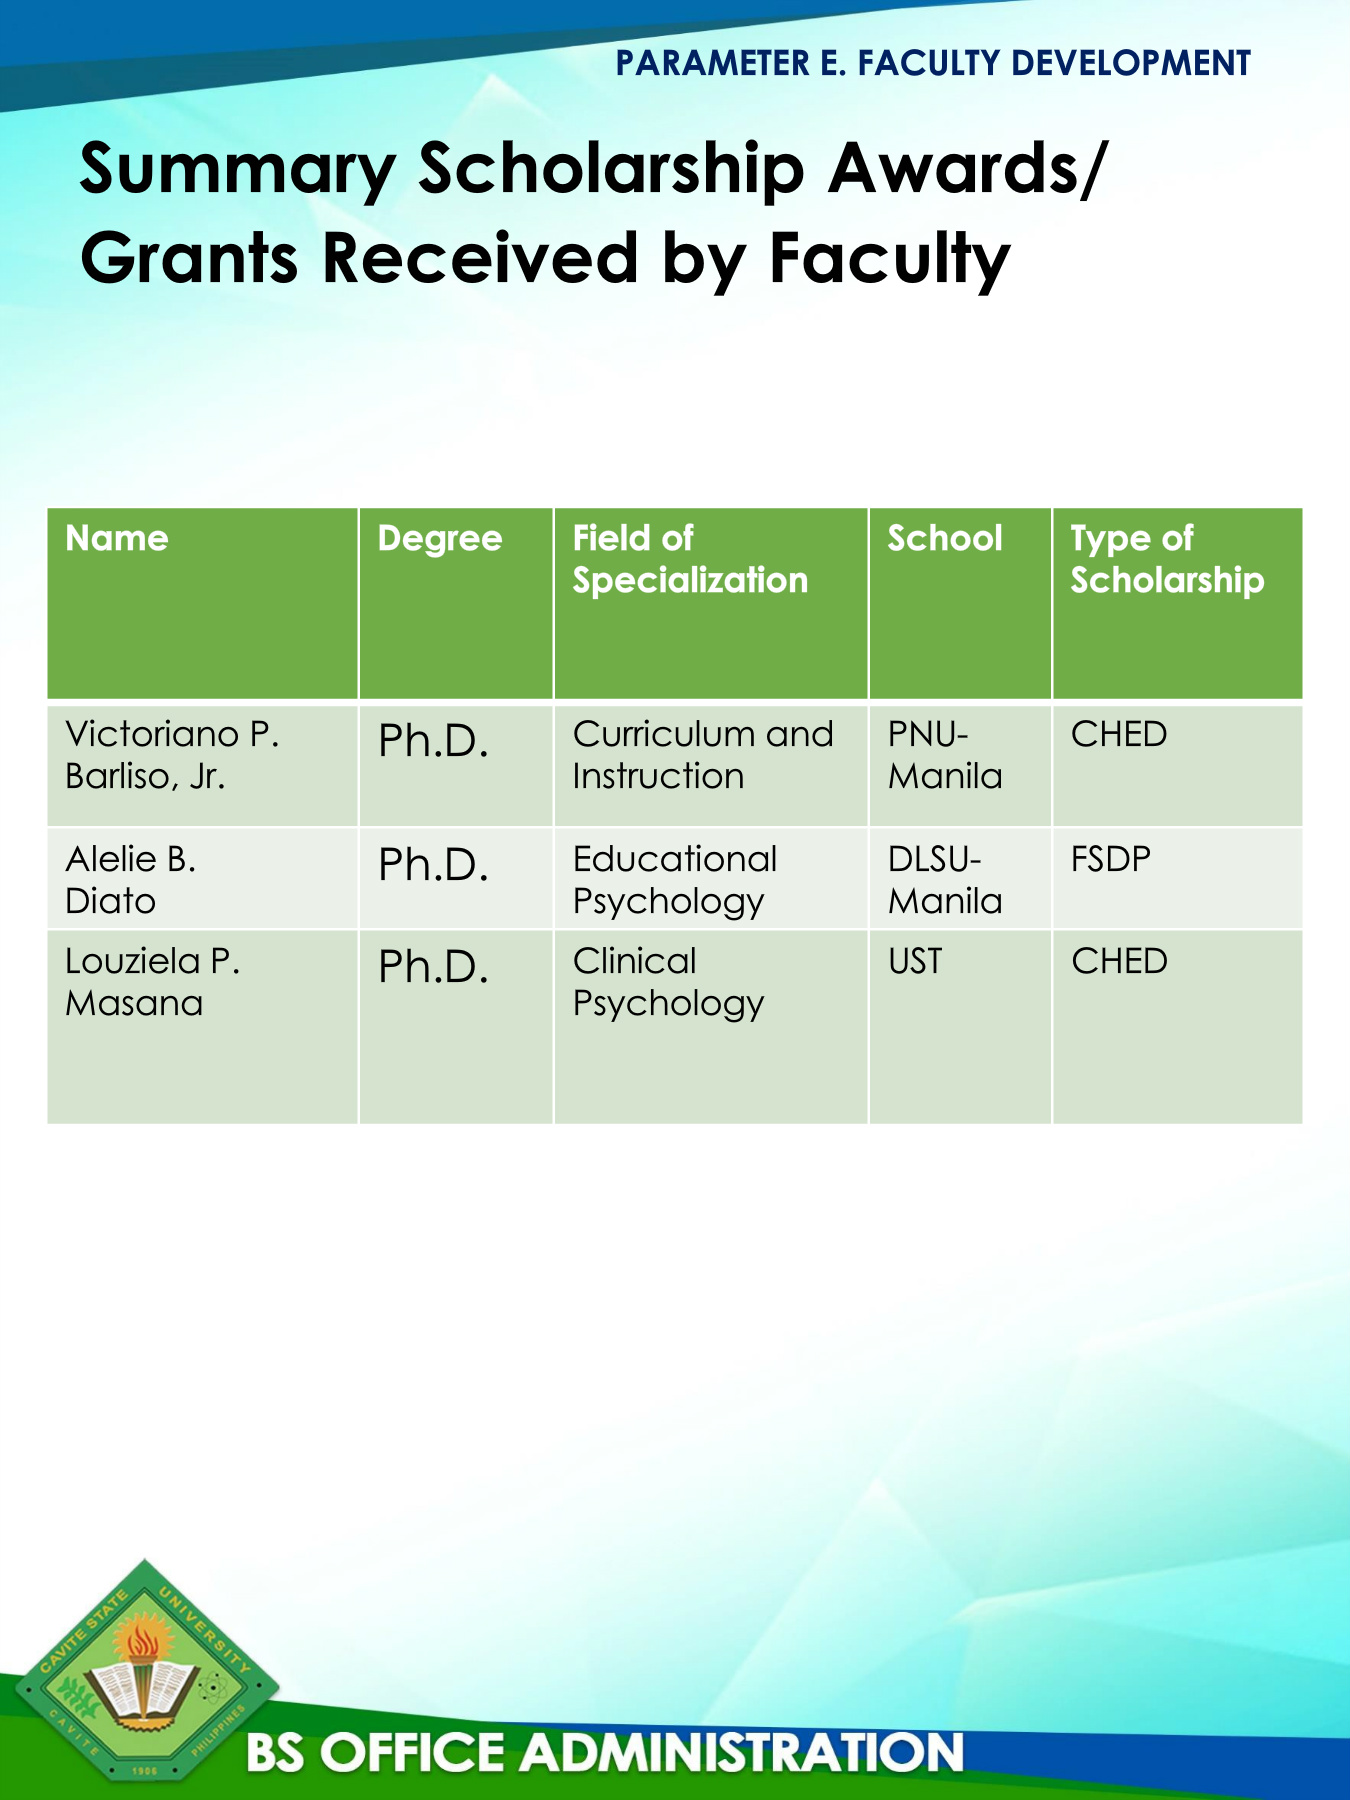 PARAMETER E. FACULTY DEVELOPMENT
Summary Scholarship Awards/
Grants Received by Faculty
Name
Degree
Field of
Specialization
School
Type of
Scholarship
Victoriano P.
Barliso, Jr.
Ph.D.
Curriculum and
Instruction
PNU-
Manila
CHED
Alelie B.
Diato
Ph.D.
Educational
Psychology
DLSU-
Manila
FSDP
Louziela P.
Masana
Ph.D.
Clinical
Psychology
UST
CHED
CAVITE STATE UNIVERSITY
CAVITE
PHILIPPINES
1906
BS OFFICE ADMINISTRATION